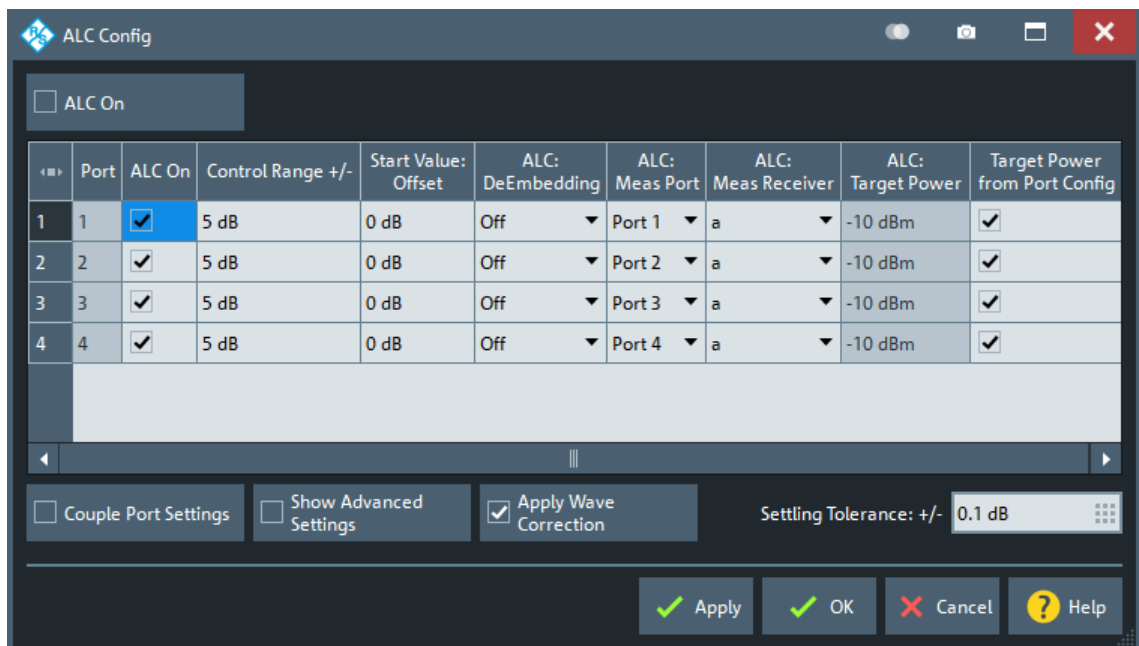 R&S ALC Config
ALC On
Port ALC On Control Range +/- Start Value: Offset ALC: DeEmbedding ALC: Meas Port ALC: Meas Receiver ALC: Target Power Target Power from Port Config
1 1 5 dB 0 dB Off Port 1 a -10 dBm
2 2 5 dB 0 dB Off Port 2 a -10 dBm
3 3 5 dB 0 dB Off Port 3 a -10 dBm
4 4 5 dB 0 dB Off Port 4 a -10 dBm
Couple Port Settings Show Advanced Settings Apply Wave Correction Settling Tolerance: +/- 0.1 dB
Apply OK Cancel ? Help